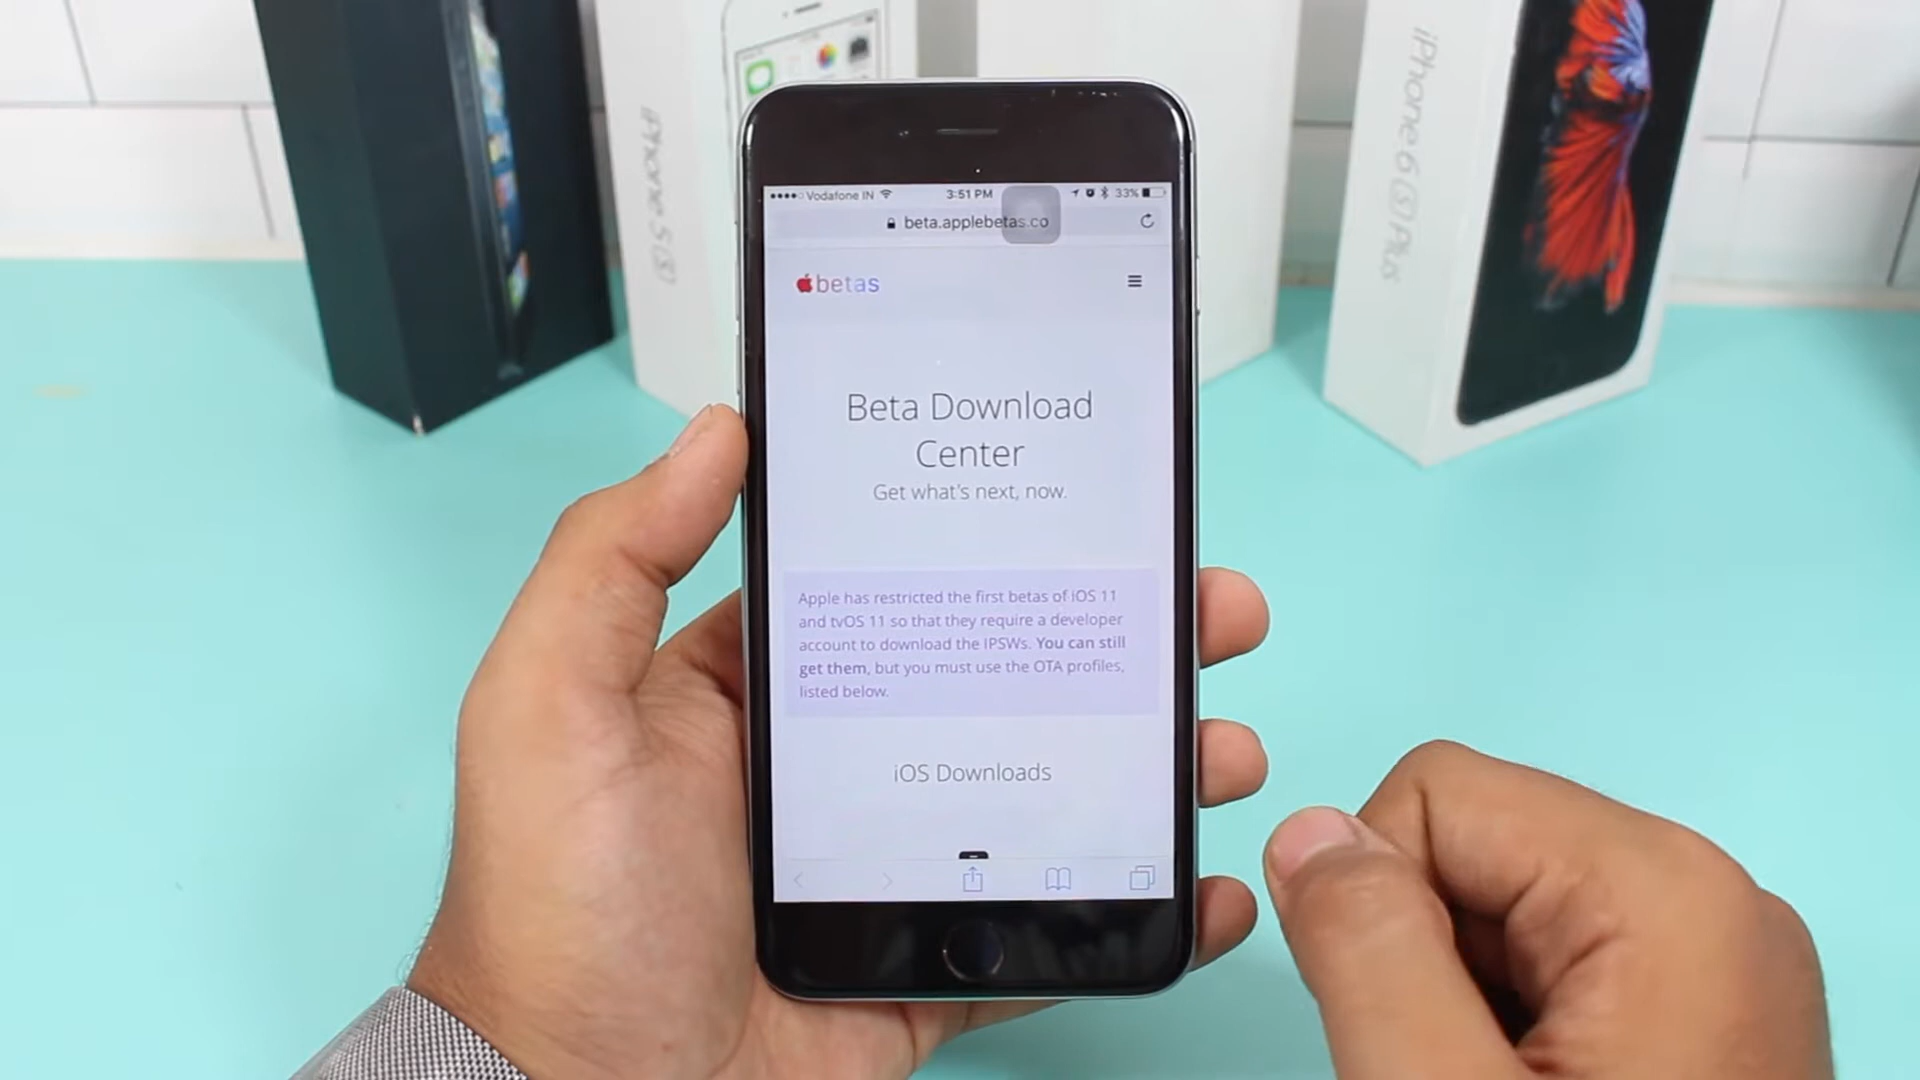 iPhone 5S
iPhone 6S Plus
Vodafone IN
3:51 PM
33%
beta.applebetas.co
betas
Beta Download
Center
Get what's next, now.
Apple has restricted the first betas of iOS 11
and tvOS 11 so that they require a developer
account to download the IPSWs. You can still
get them, but you must use the OTA profiles,
listed below.
iOS Downloads